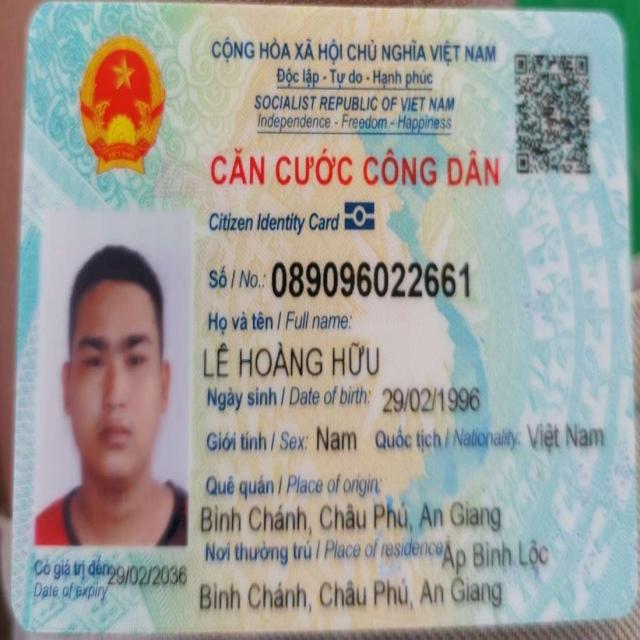 CỘNG HÒA XÃ HỘI CHỦ NGHĨA VIỆT NAM
Độc lập - Tự do - Hạnh phúc
SOCIALIST REPUBLIC OF VIET NAM
Independence - Freedom - Happiness
CĂN CƯỚC CÔNG DÂN
Citizen Identity Card
Số / No.: 089096022661
Họ và tên / Full name:
LÊ HOÀNG HỮU
Ngày sinh / Date of birth: 29/02/1996
Giới tính / Sex: Nam Quốc tịch / Nationality: Việt Nam
Quê quán / Place of origin:
Bình Chánh, Châu Phú, An Giang
Nơi thường trú / Place of residence: Ấp Bình Lộc
Bình Chánh, Châu Phú, An Giang
Có giá trị đến: 29/02/2036
Date of expiry